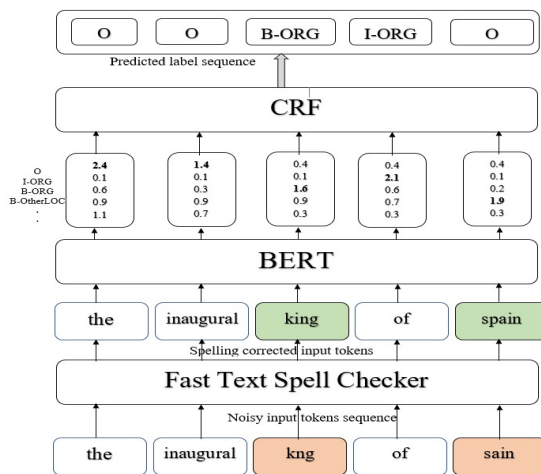 O O B-ORG I-ORG O
Predicted label sequence
CRF
O 2.4 1.4 0.4 0.4 0.4
I-ORG 0.1 0.1 0.1 2.1 0.1
B-ORG 0.6 0.3 1.6 0.6 0.2
B-OtherLOC 0.9 0.9 0.9 0.7 1.9
. 1.1 0.7 0.3 0.3 0.3
.
BERT
the inaugural king of spain
Spelling corrected input tokens
Fast Text Spell Checker
Noisy input tokens sequence
the inaugural kng of sain